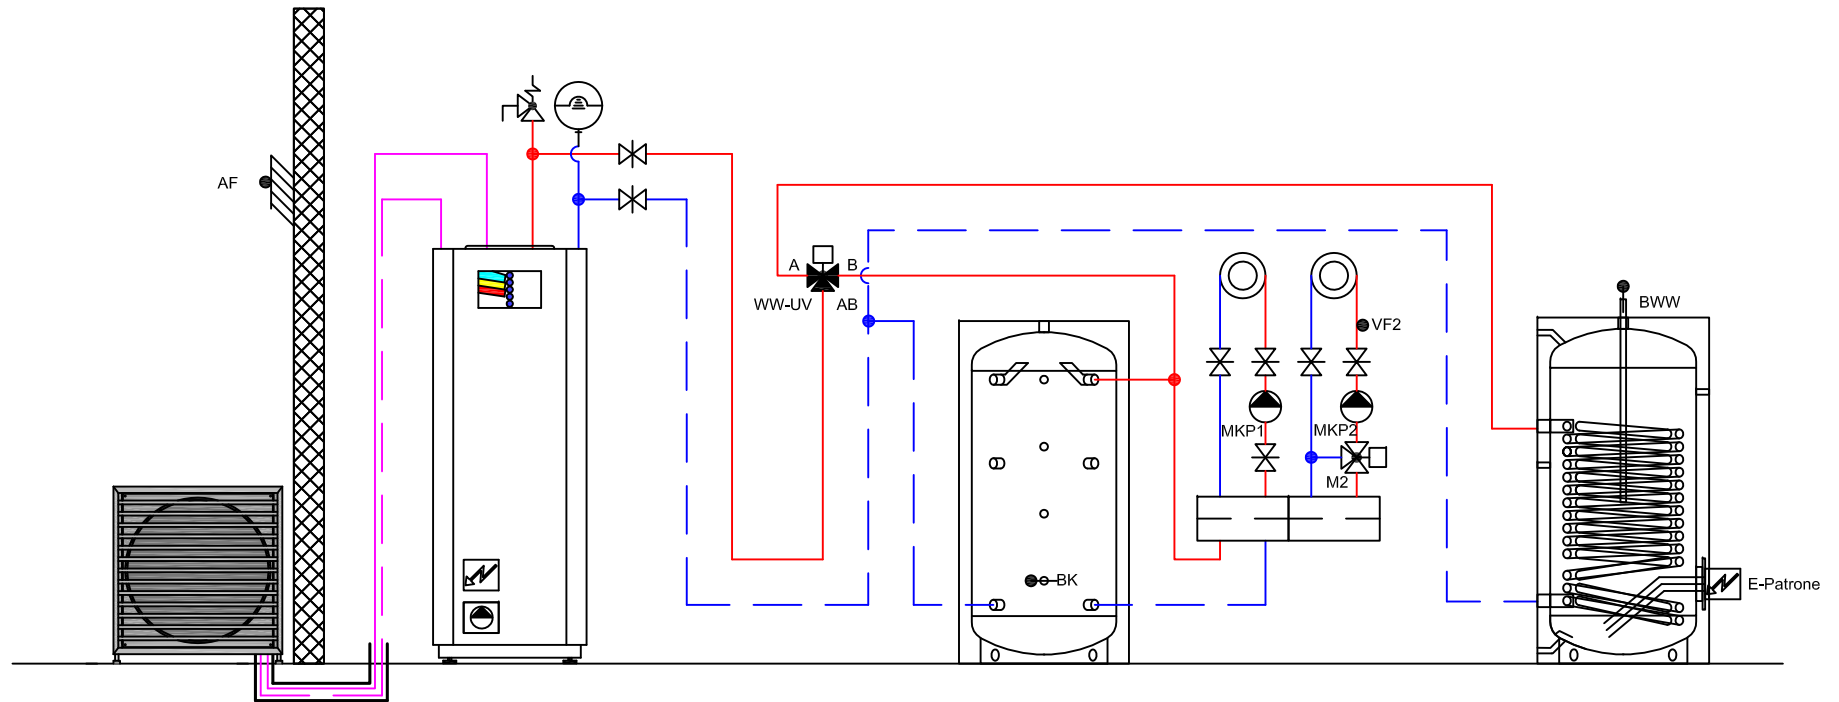 AF
A
B
WW-UV
AB
BWW
VF2
MKP1
MKP2
M2
BK
E-Patrone